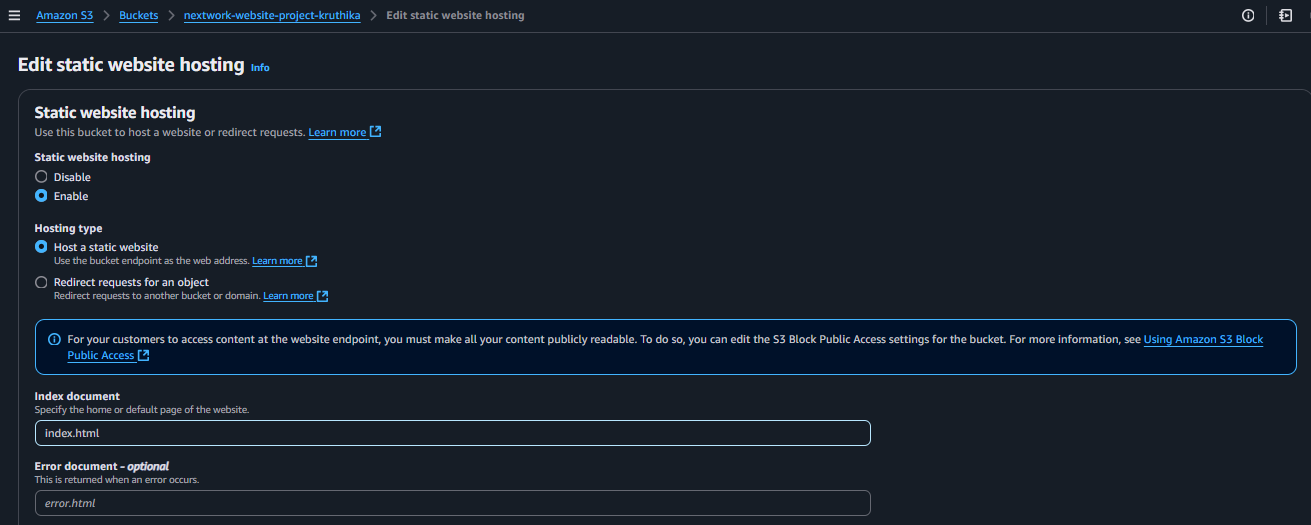 Amazon S3 > Buckets > nextwork-website-project-kruthika > Edit static website hosting
Edit static website hosting Info
Static website hosting
Use this bucket to host a website or redirect requests. Learn more
Static website hosting
Disable
Enable
Hosting type
Host a static website
Use the bucket endpoint as the web address. Learn more
Redirect requests for an object
Redirect requests to another bucket or domain. Learn more
For your customers to access content at the website endpoint, you must make all your content publicly readable. To do so, you can edit the S3 Block Public Access settings for the bucket. For more information, see Using Amazon S3 Block
Public Access
Index document
Specify the home or default page of the website.
index.html
Error document – optional
This is returned when an error occurs.
error.html